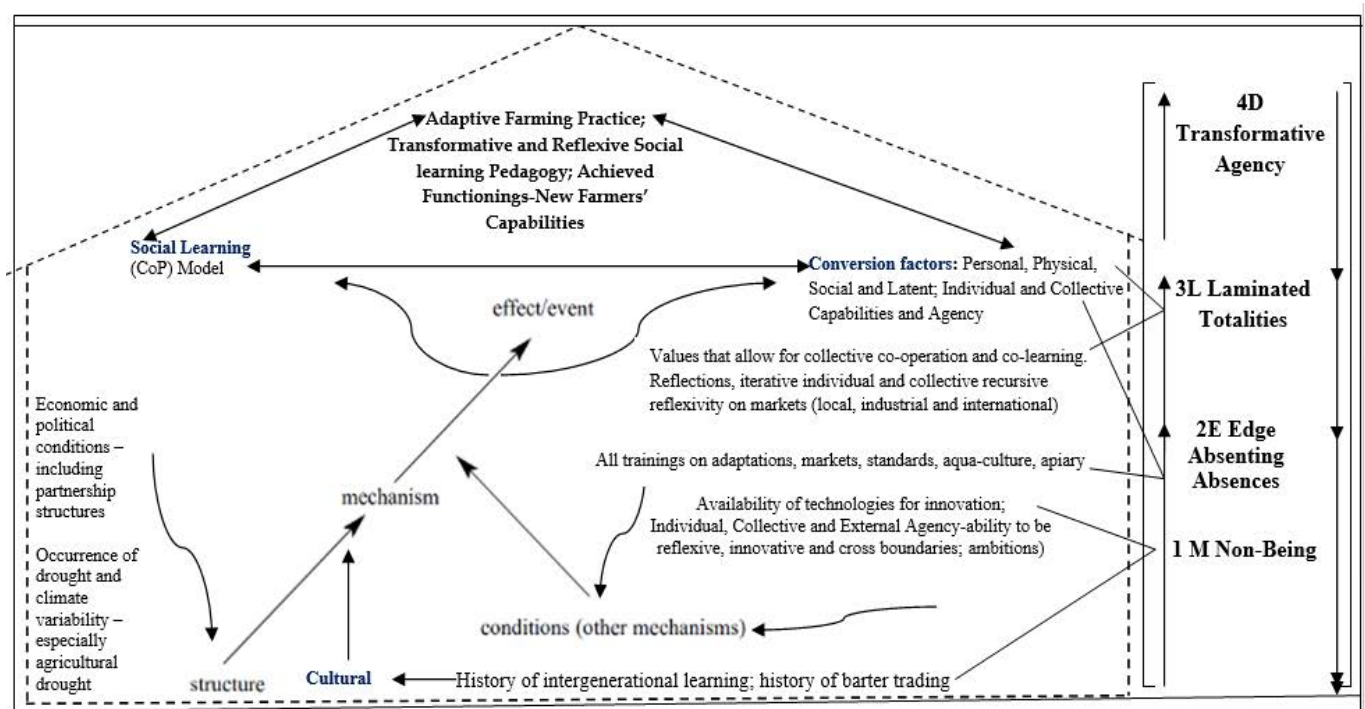 Adaptive Farming Practice;
Transformative and Reflexive Social
learning Pedagogy; Achieved
Functionings-New Farmers'
Capabilities
4D
Transformative
Agency
Social Learning
(CoP) Model
Conversion factors: Personal, Physical,
Social and Latent; Individual and Collective
Capabilities and Agency
3L Laminated
Totalities
effect/event
Values that allow for collective co-operation and co-learning.
Reflections, iterative individual and collective recursive
reflexivity on markets (local, industrial and international)
Economic and
political
conditions –
including
partnership
structures
2E Edge
Absenting
Absences
All trainings on adaptations, markets, standards, aqua-culture, apiary
mechanism
Availability of technologies for innovation;
Individual, Collective and External Agency-ability to be
reflexive, innovative and cross boundaries; ambitions)
1 M Non-Being
Occurrence of
drought and
climate
variability –
especially
agricultural
drought
conditions (other mechanisms)
structure
Cultural
History of intergenerational learning; history of barter trading